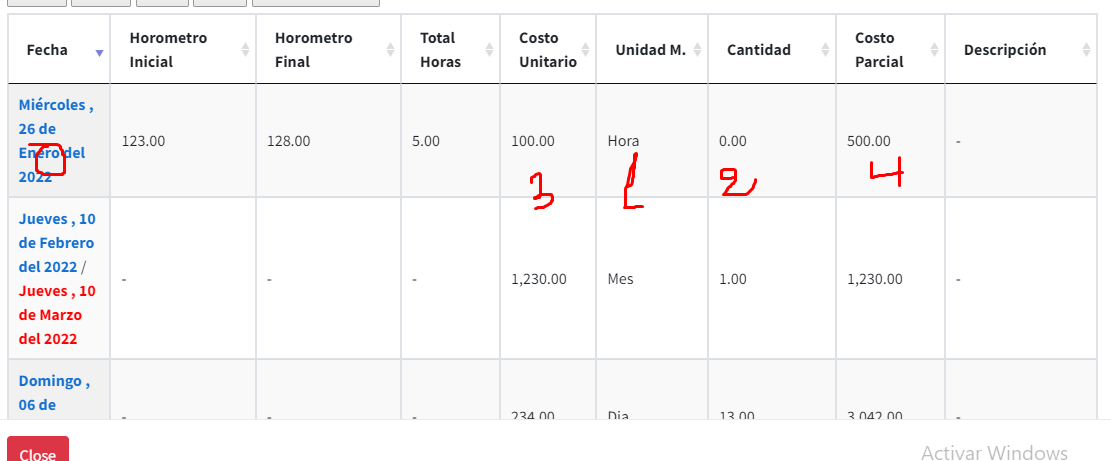 Fecha
Horometro Inicial
Horometro Final
Total Horas
Costo Unitario
Unidad M.
Cantidad
Costo Parcial
Descripción
Miércoles ,
26 de
Enero del
2022
123.00
128.00
5.00
100.00
Hora
0.00
500.00
-
3
1
2
4
Jueves , 10
de Febrero
del 2022 /
Jueves , 10
de Marzo
del 2022
-
-
-
1,230.00
Mes
1.00
1,230.00
-
Domingo ,
06 de
-
-
-
234.00
Dia
13.00
3,042.00
-
Close
Activar Windows